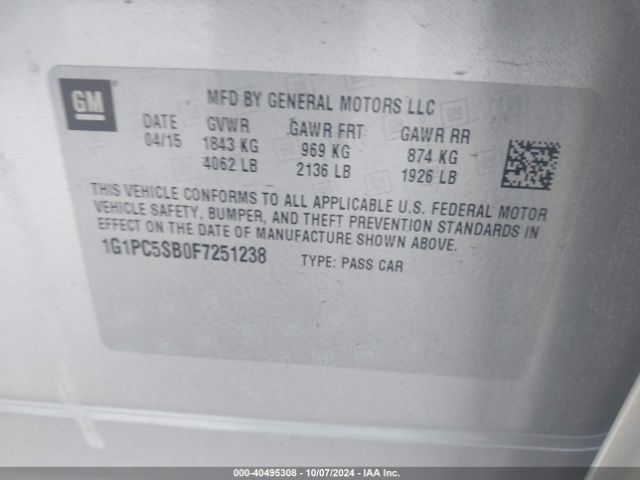 GM
MFD BY GENERAL MOTORS LLC
DATE GVWR GAWR FRT GAWR RR
04/15 1843 KG 969 KG 874 KG
4062 LB 2136 LB 1926 LB
THIS VEHICLE CONFORMS TO ALL APPLICABLE U.S. FEDERAL MOTOR
VEHICLE SAFETY, BUMPER, AND THEFT PREVENTION STANDARDS IN
EFFECT ON THE DATE OF MANUFACTURE SHOWN ABOVE.
1G1PC5SB0F7251238 TYPE: PASS CAR
000-40495308 - 10/07/2024 - IAA Inc.